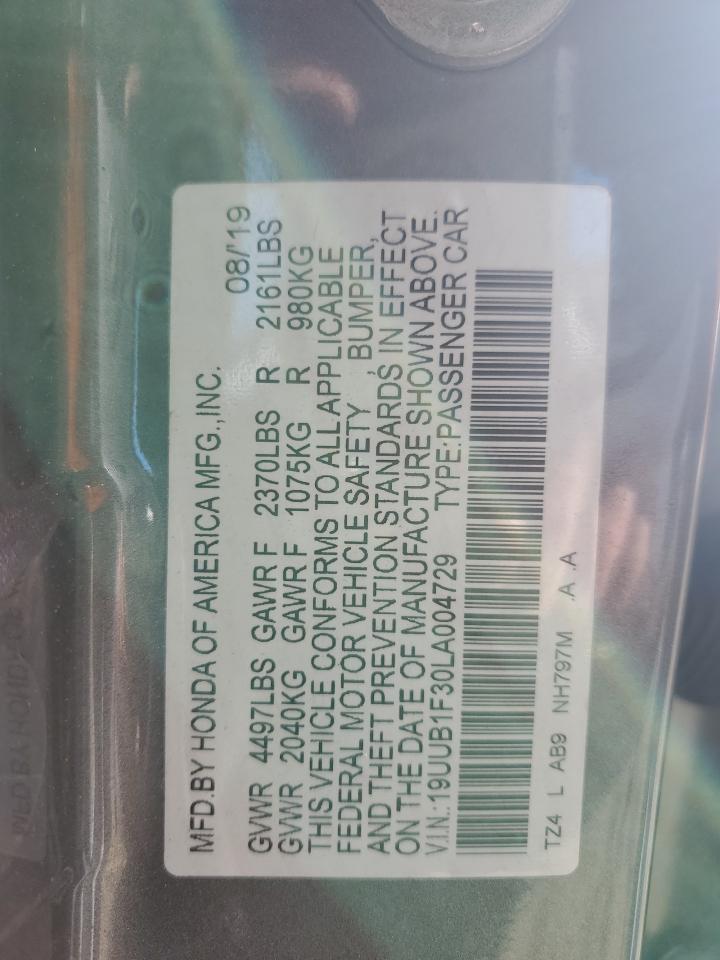 MFD.BY HONDA OF AMERICA MFG.,INC.
08/'19
GVWR 4497LBS GAWR F 2370LBS R 2161LBS
GVWR 2040KG GAWR F 1075KG R 980KG
THIS VEHICLE CONFORMS TO ALL APPLICABLE
FEDERAL MOTOR VEHICLE SAFETY , BUMPER,
AND THEFT PREVENTION STANDARDS IN EFFECT
ON THE DATE OF MANUFACTURE SHOWN ABOVE.
V.I.N.:19UUB1F30LA004729 TYPE:PASSENGER CAR
TZ4 L AB9 NH797M .A .A